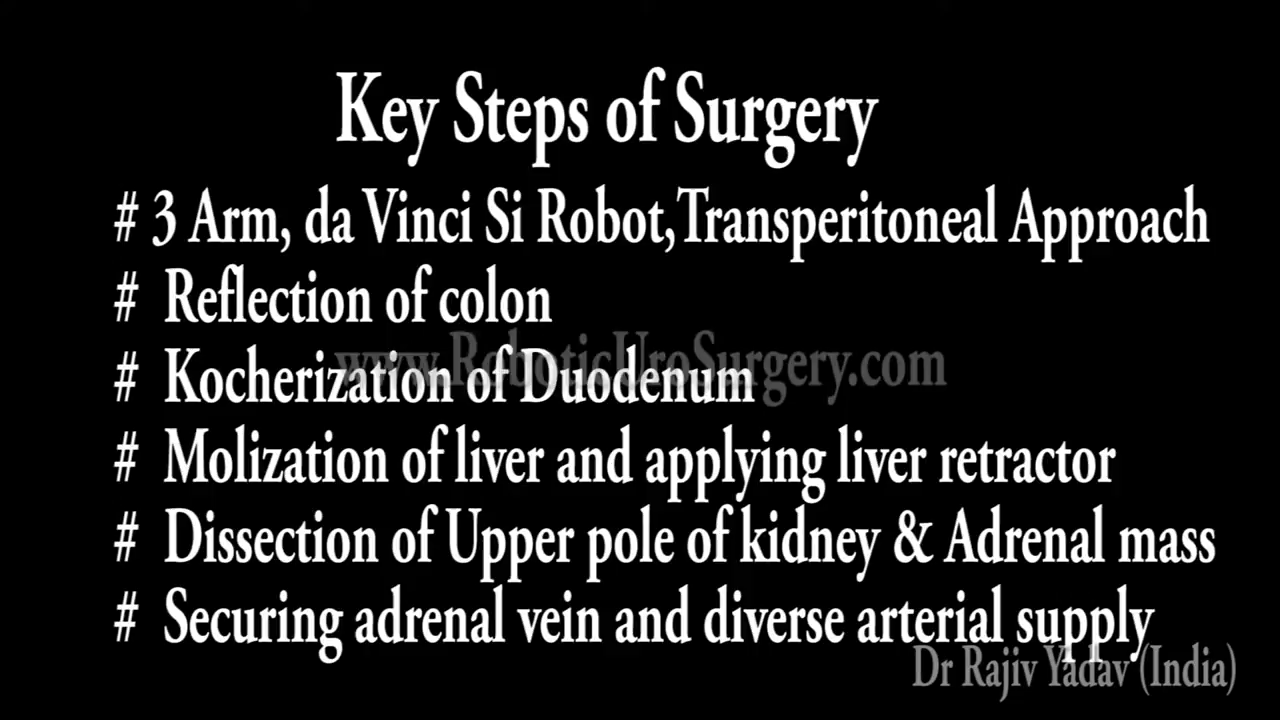 Key Steps of Surgery
# 3 Arm, da Vinci Si Robot,Transperitoneal Approach
# Reflection of colon
www.RoboticUroSurgery.com
# Kocherization of Duodenum
# Molization of liver and applying liver retractor
# Dissection of Upper pole of kidney & Adrenal mass
# Securing adrenal vein and diverse arterial supply
Dr Rajiv Yadav (India)